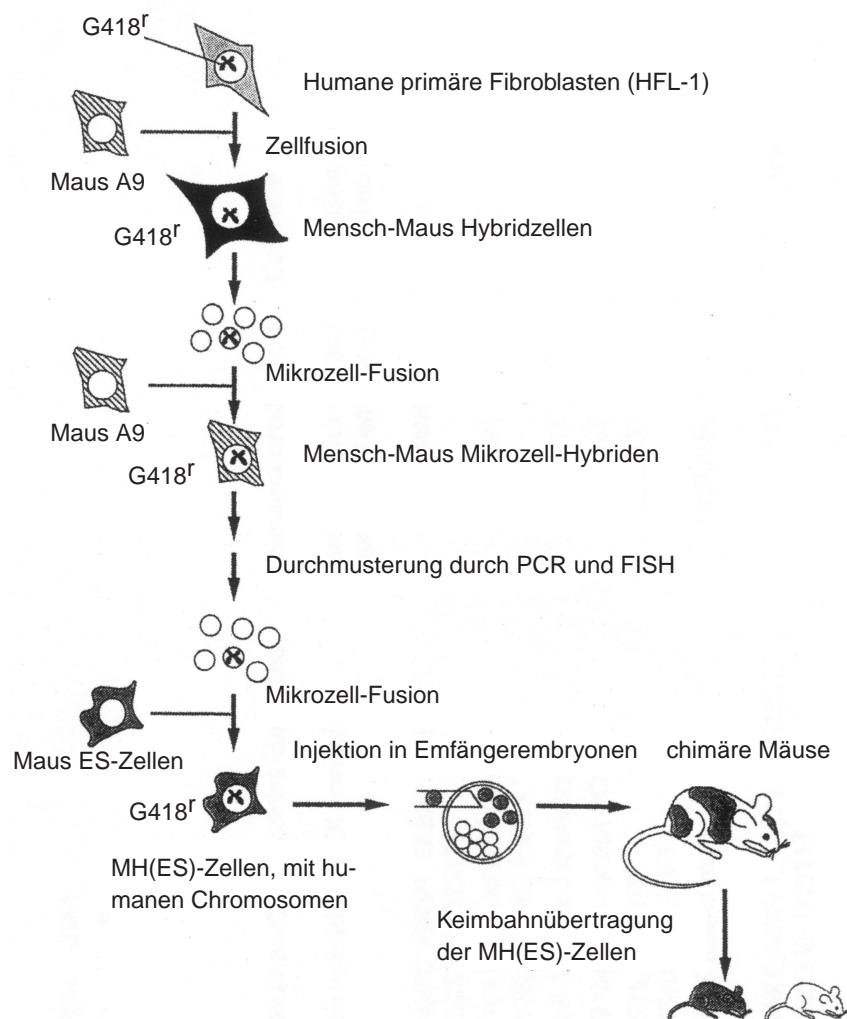 G418r
Humane primäre Fibroblasten (HFL-1)
Zellfusion
Maus A9
G418r
Mensch-Maus Hybridzellen
Mikrozell-Fusion
Maus A9
G418r
Mensch-Maus Mikrozell-Hybriden
Durchmusterung durch PCR und FISH
Mikrozell-Fusion
Maus ES-Zellen
Injektion in Emfängerembryonen
chimäre Mäuse
G418r
MH(ES)-Zellen, mit hu-
manen Chromosomen
Keimbahnübertragung
der MH(ES)-Zellen